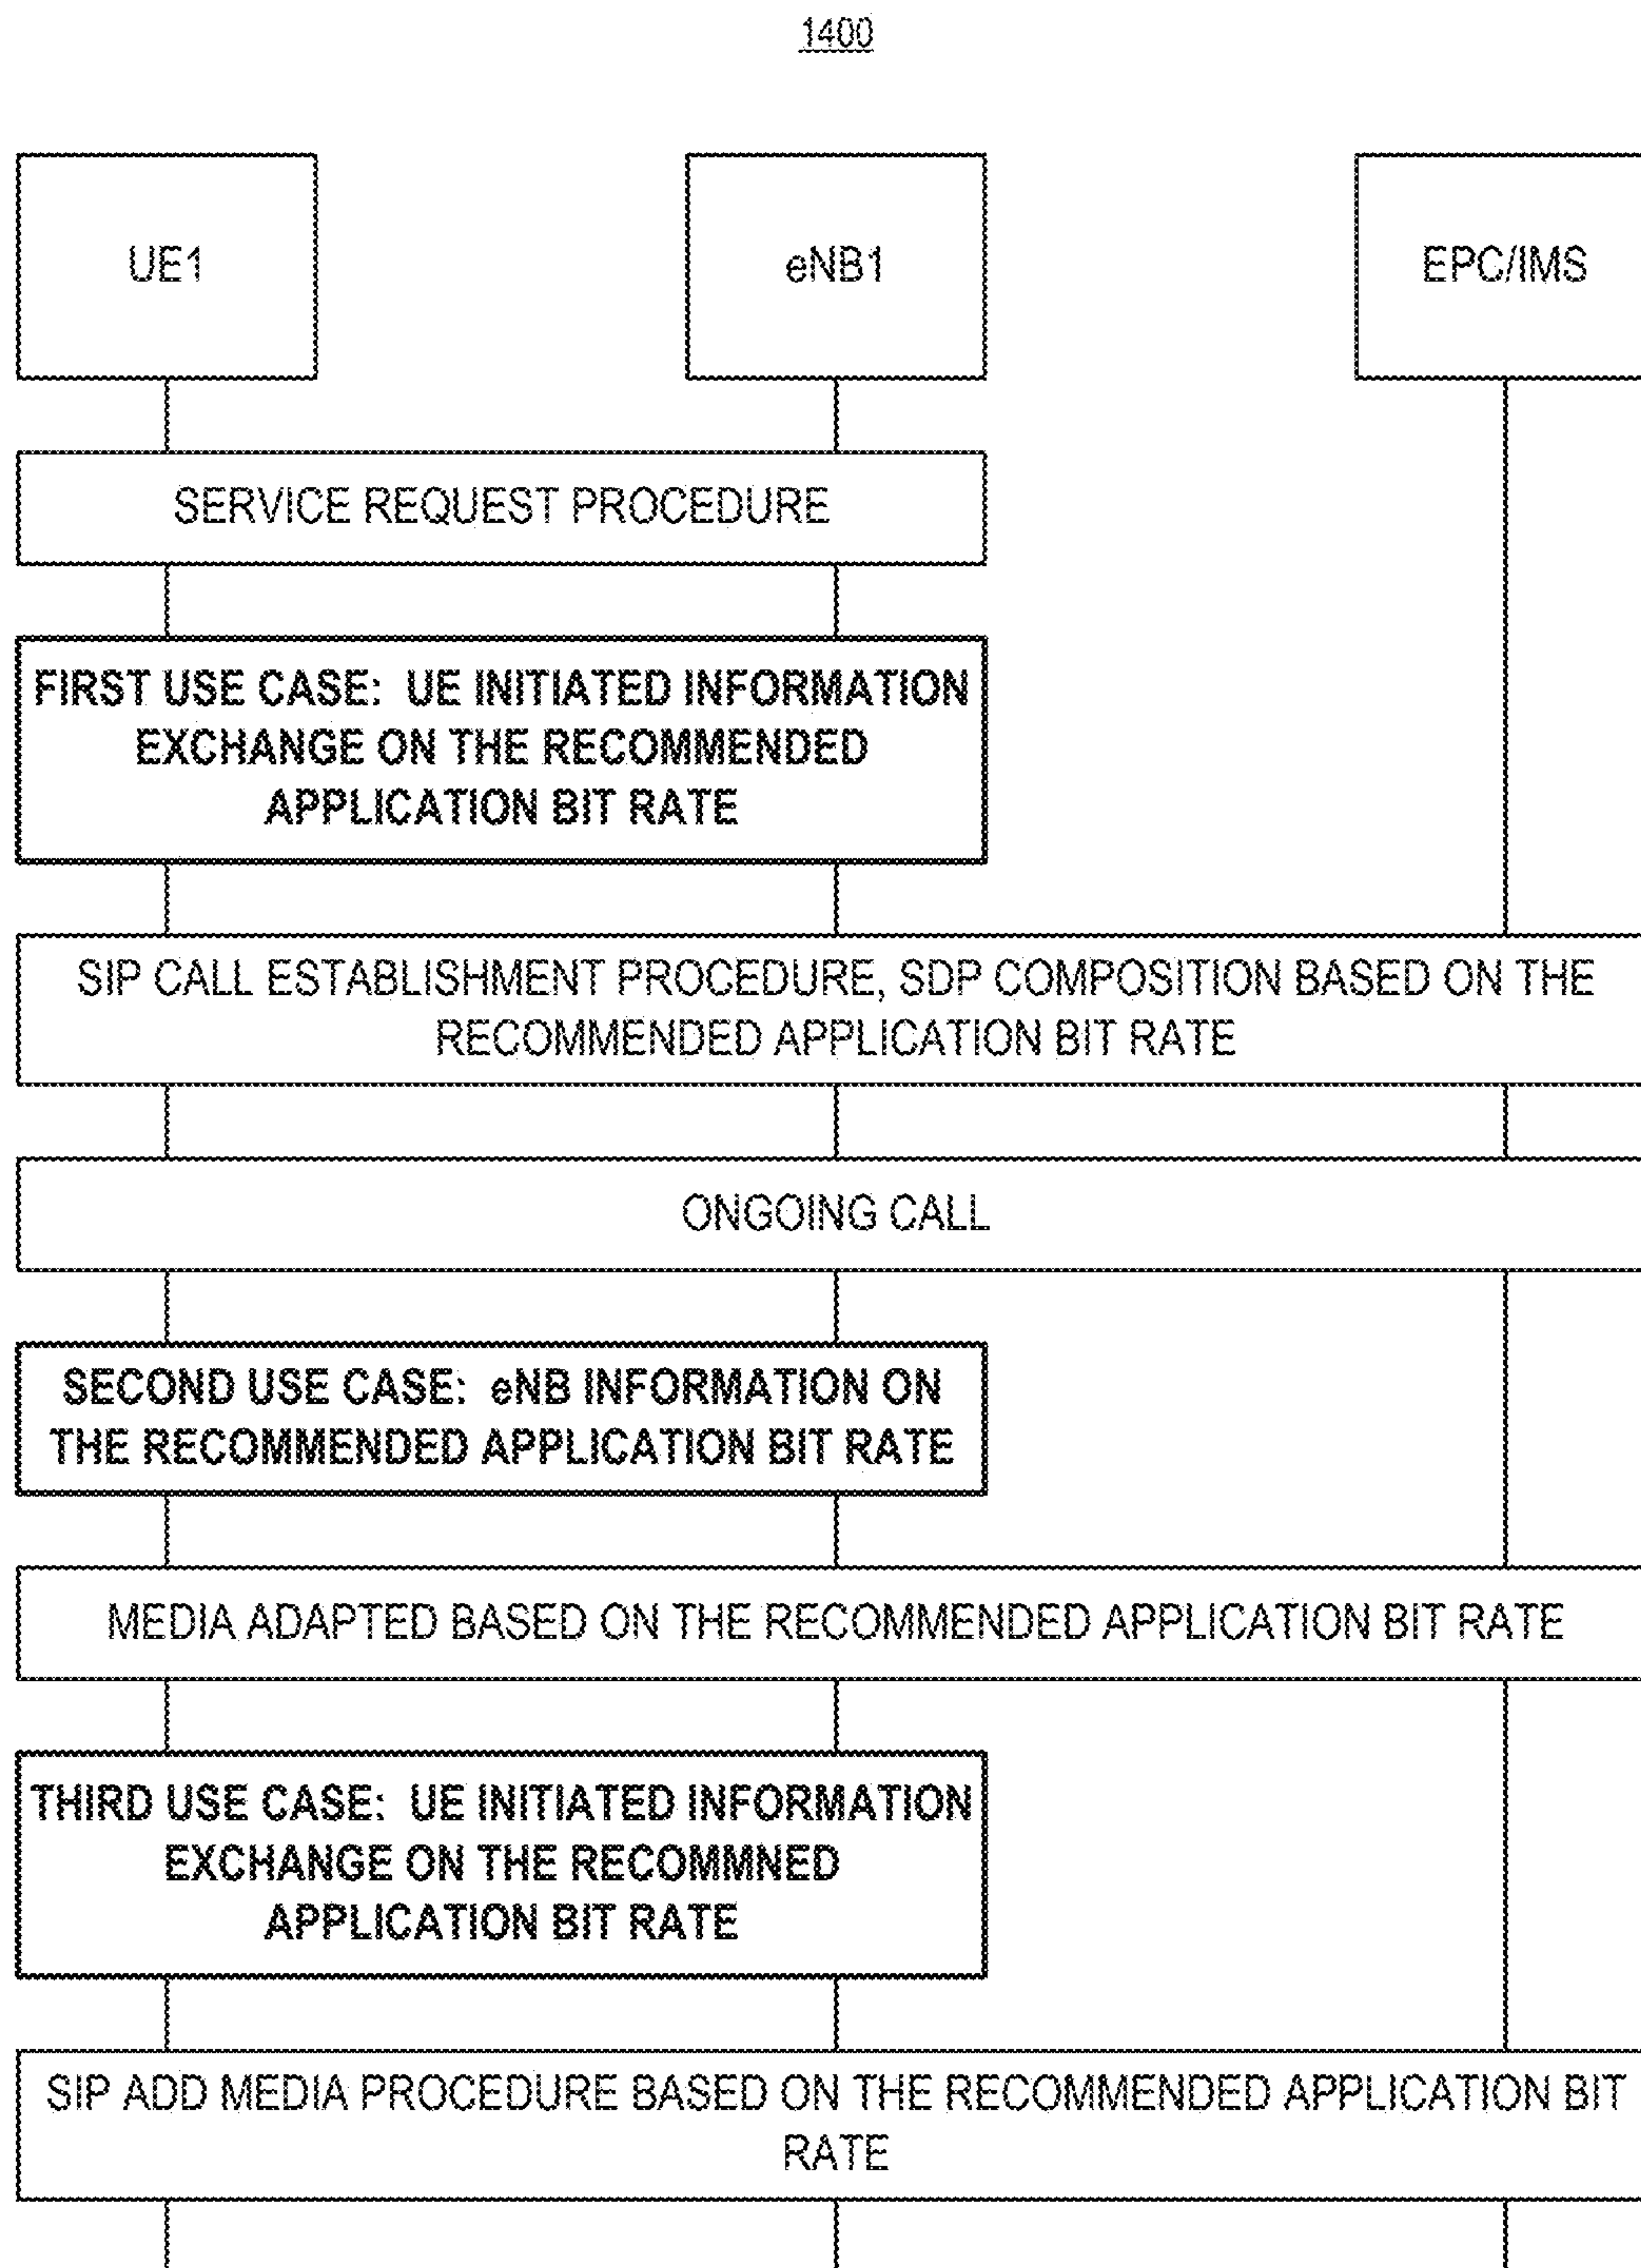 1400
UE1
eNB1
EPC/IMS
SERVICE REQUEST PROCEDURE
FIRST USE CASE: UE INITIATED INFORMATION
EXCHANGE ON THE RECOMMENDED
APPLICATION BIT RATE
SIP CALL ESTABLISHMENT PROCEDURE, SDP COMPOSITION BASED ON THE
RECOMMENDED APPLICATION BIT RATE
ONGOING CALL
SECOND USE CASE: eNB INFORMATION ON
THE RECOMMENDED APPLICATION BIT RATE
MEDIA ADAPTED BASED ON THE RECOMMENDED APPLICATION BIT RATE
THIRD USE CASE: UE INITIATED INFORMATION
EXCHANGE ON THE RECOMMNED
APPLICATION BIT RATE
SIP ADD MEDIA PROCEDURE BASED ON THE RECOMMENDED APPLICATION BIT
RATE